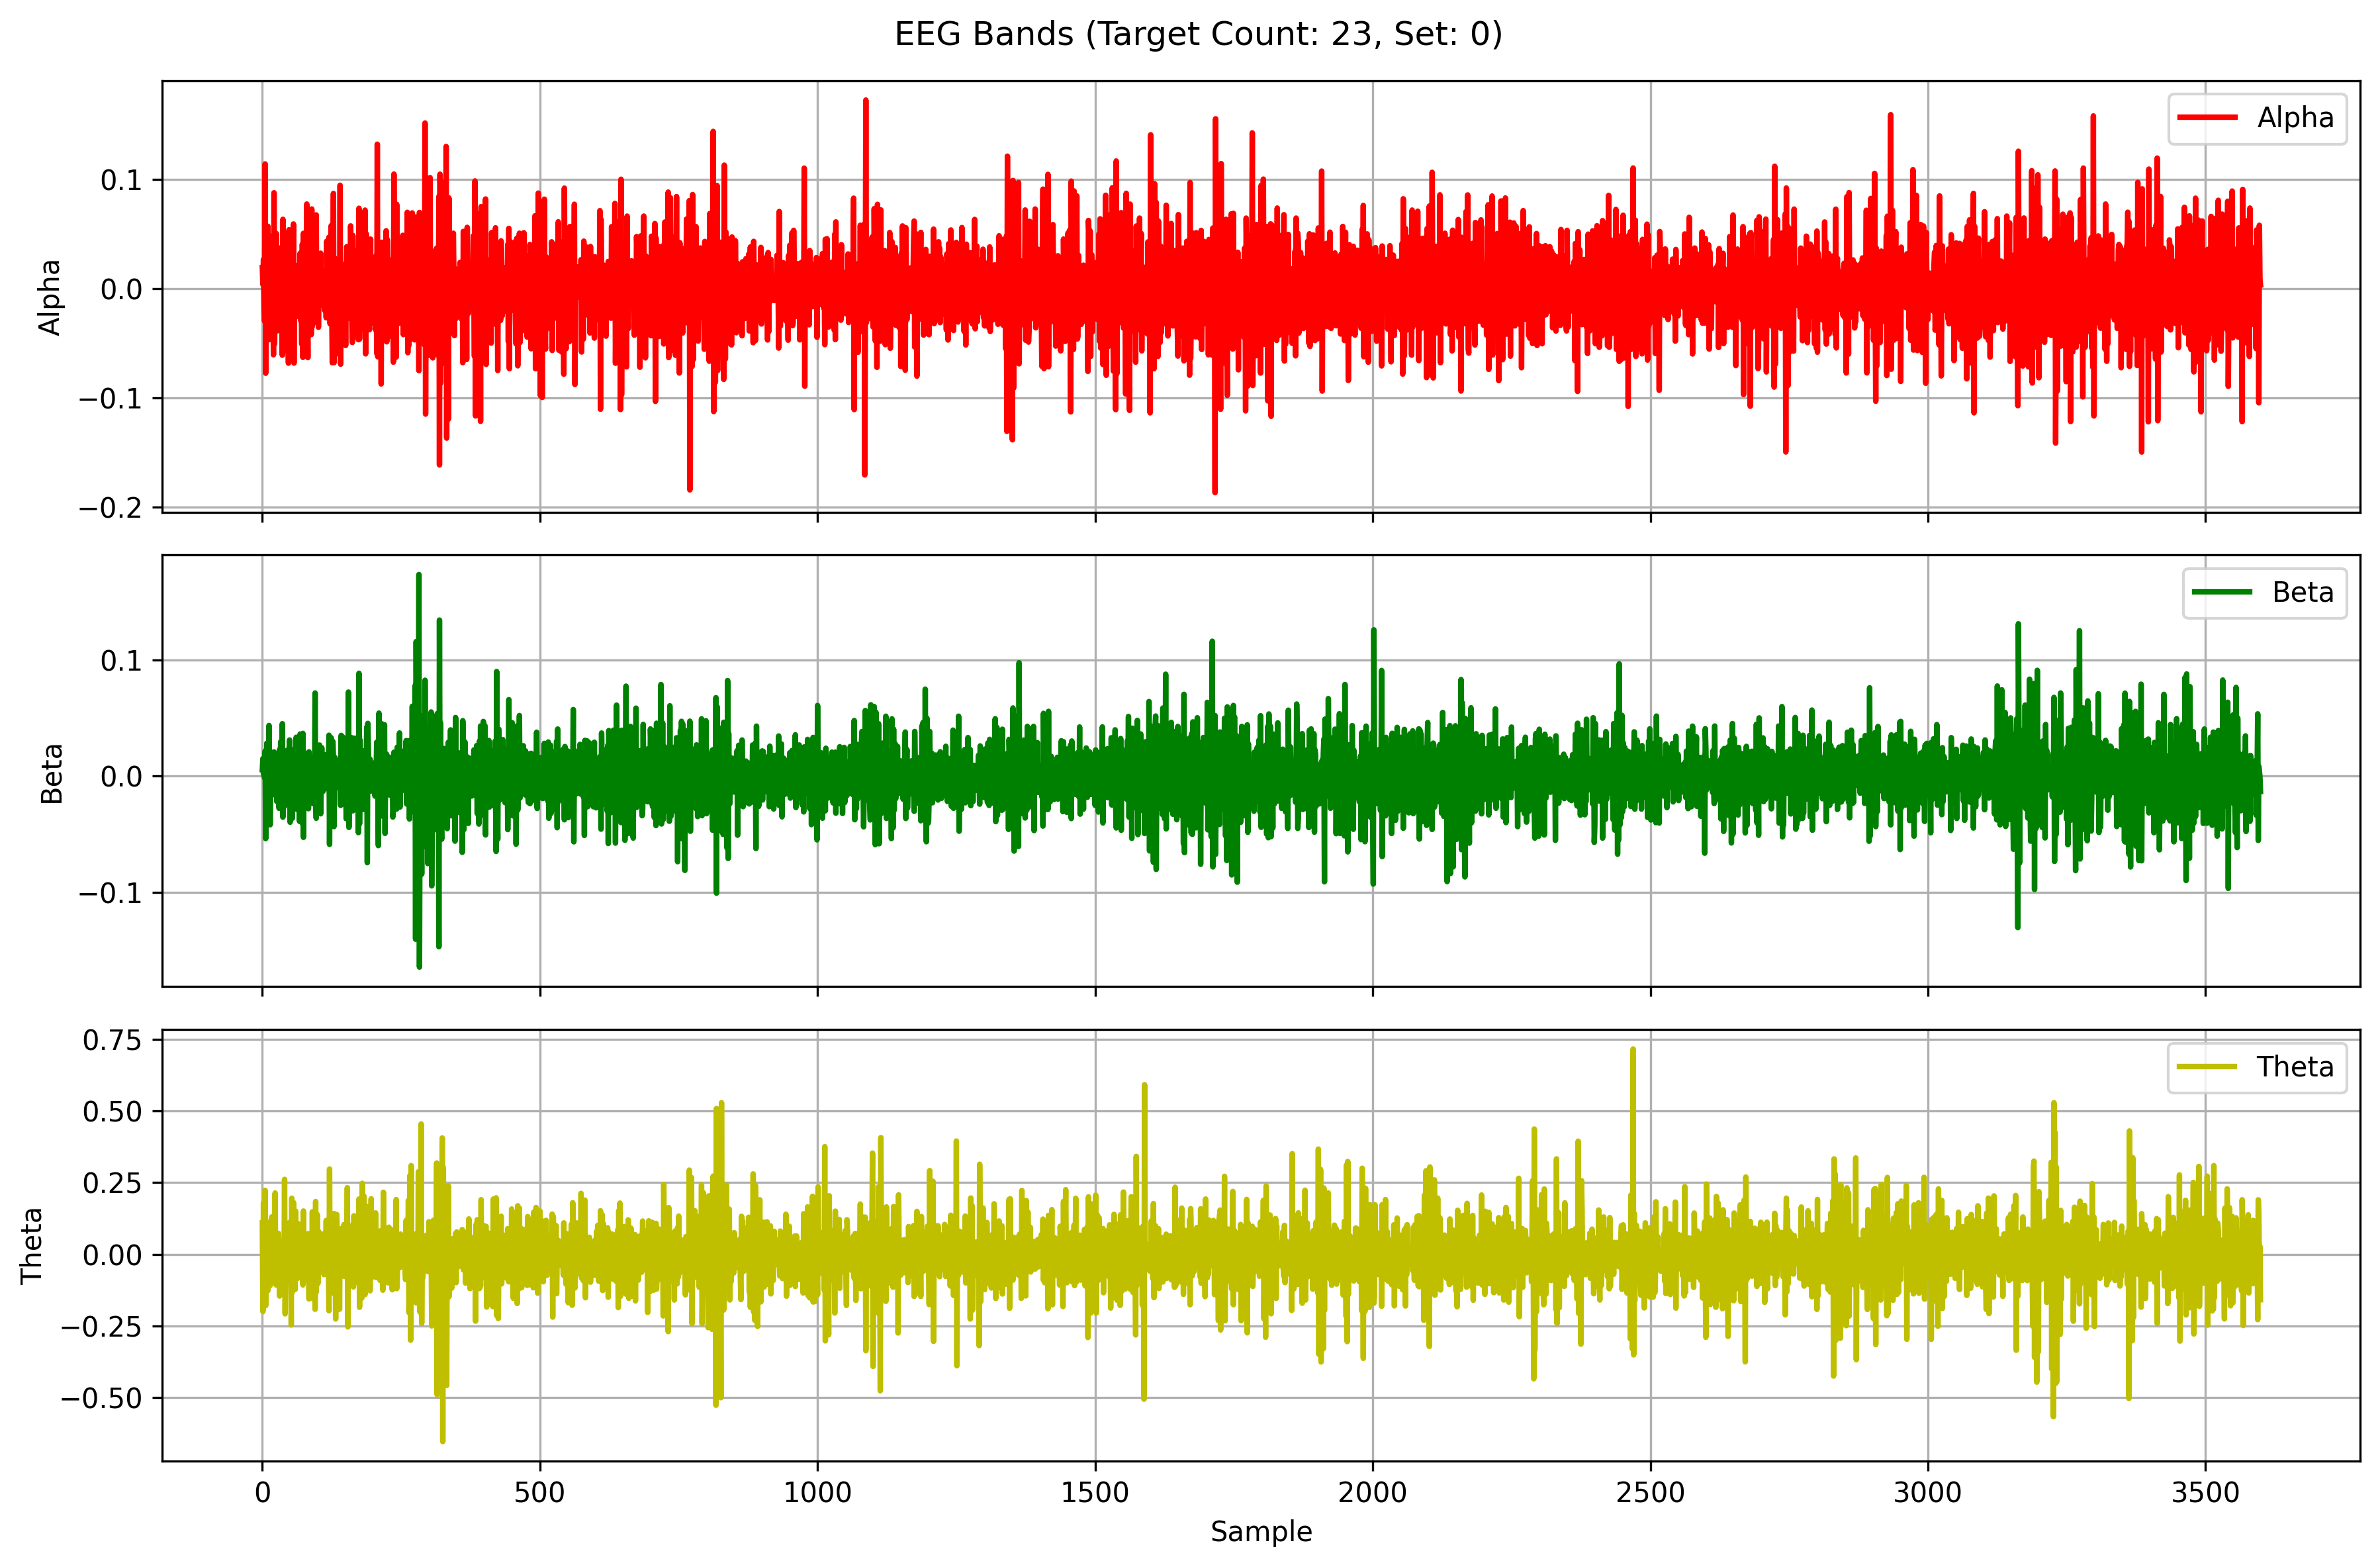 EEG Bands (Target Count: 23, Set: 0)
Alpha
0.1
0.0
−0.1
−0.2
Alpha
Beta
0.1
0.0
−0.1
Beta
Theta
0.75
0.50
0.25
0.00
−0.25
−0.50
Theta
0 500 1000 1500 2000 2500 3000 3500
Sample